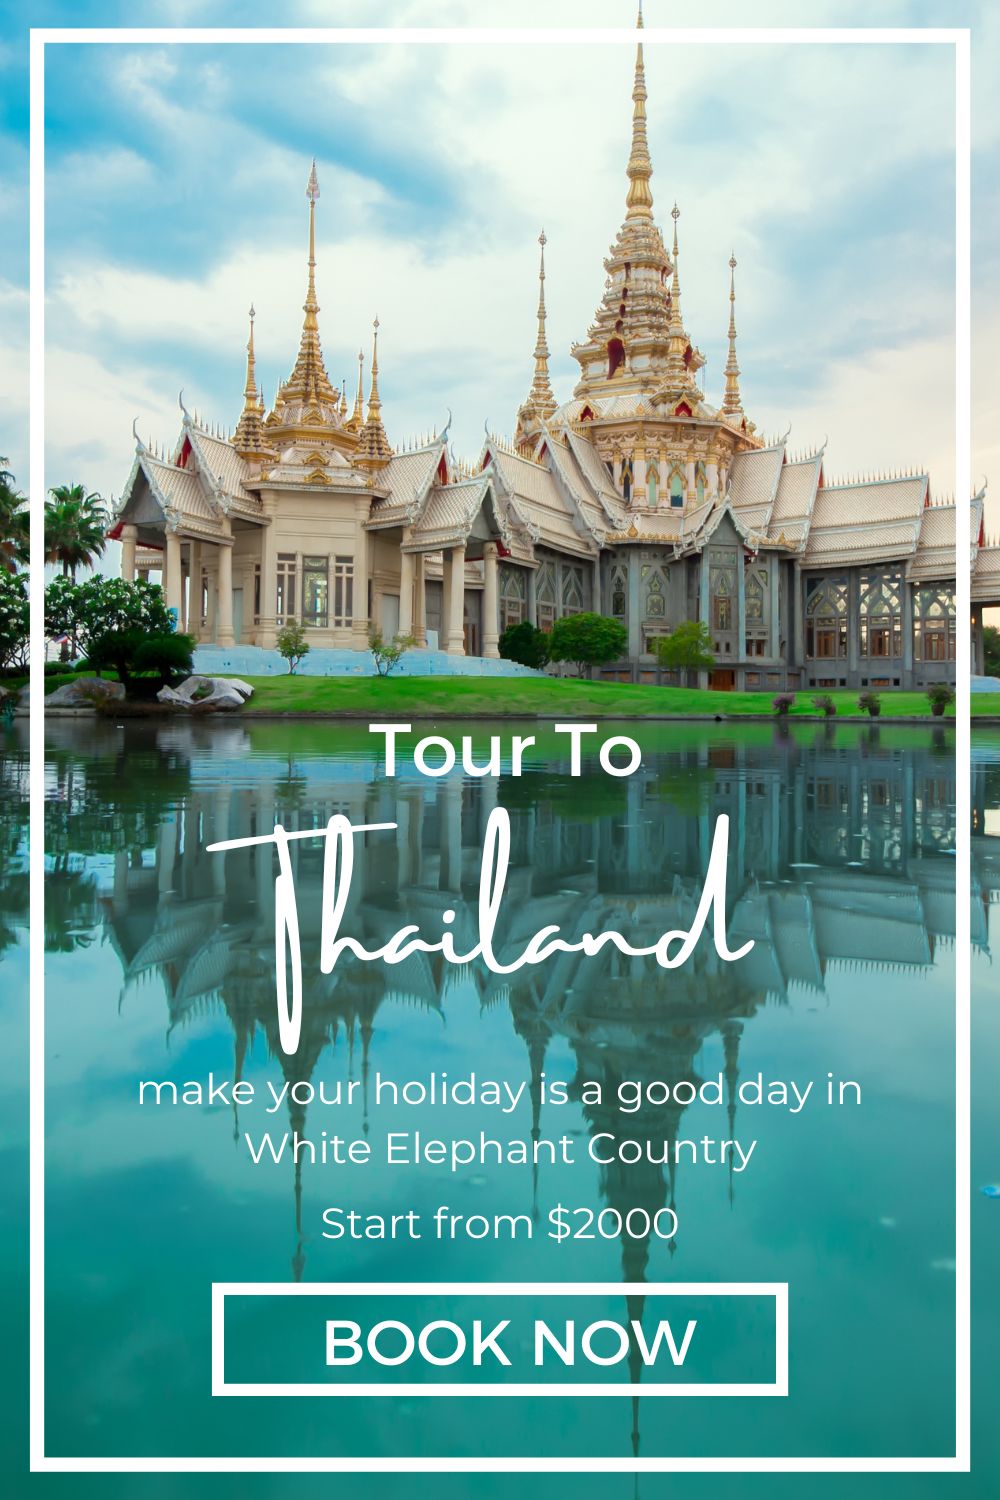 Tour To
Thailand
make your holiday is a good day in
White Elephant Country
Start from $2000
BOOK NOW